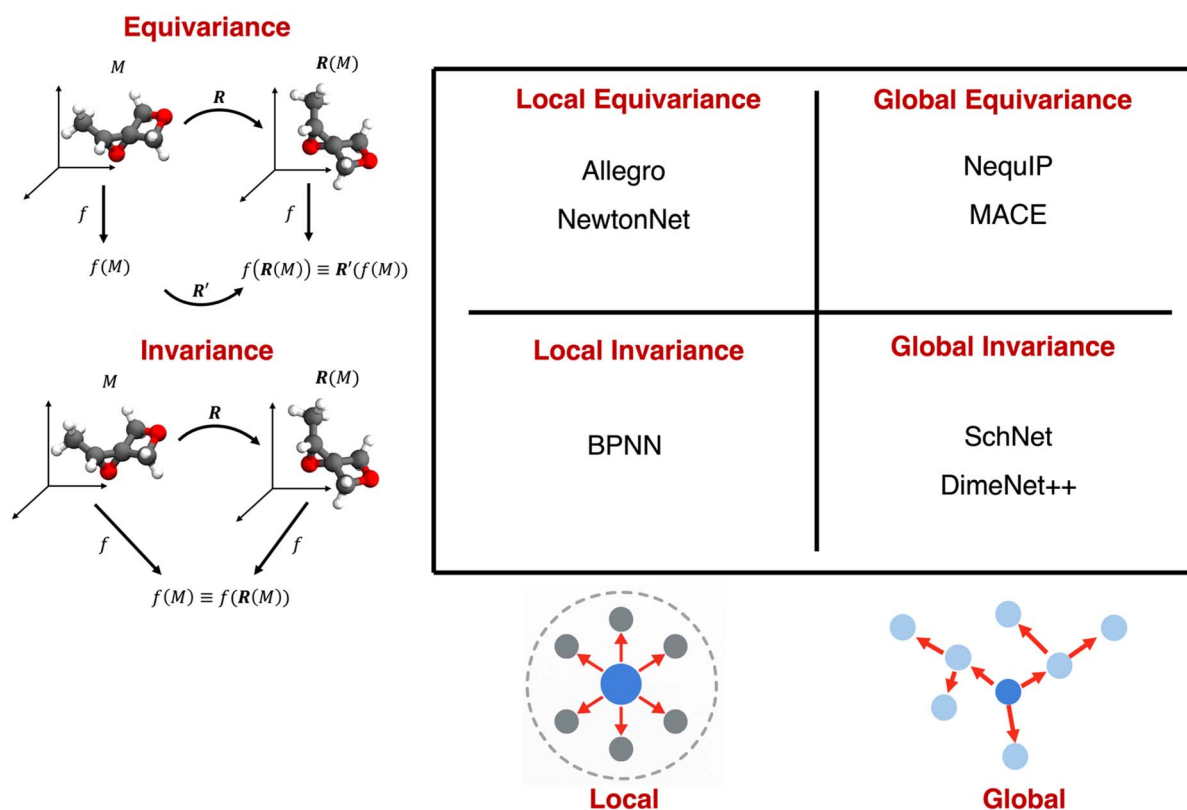 Equivariance
M
R(M)
R
f
f
f(M)
f(R(M)) ≡ R′(f(M))
R′
Invariance
M
R(M)
R
f
f
f(M) ≡ f(R(M))
Local Equivariance
Allegro
NewtonNet
Global Equivariance
NequIP
MACE
Local Invariance
BPNN
Global Invariance
SchNet
DimeNet++
Local
Global